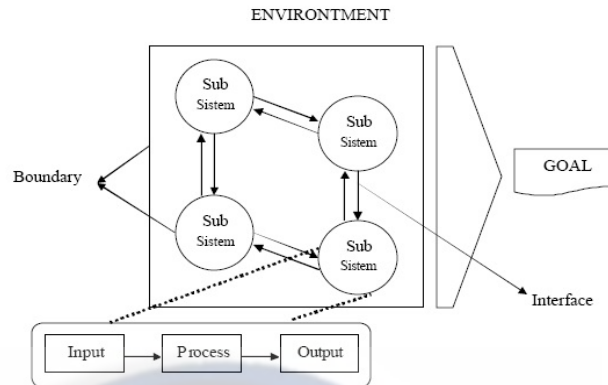 ENVIRONTMENT
Sub
Sistem
Sub
Sistem
Boundary
GOAL
Sub
Sistem
Sub
Sistem
Interface
Input
Process
Output